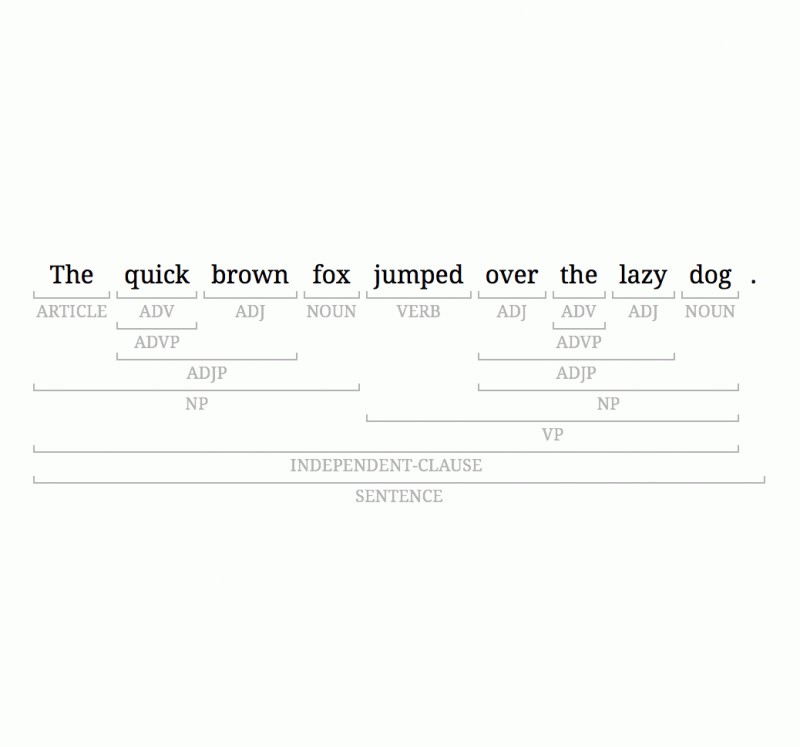 The quick brown fox jumped over the lazy dog .
ARTICLE ADV ADJ NOUN VERB ADJ ADV ADJ NOUN
ADVP ADVP
ADJP ADJP
NP NP
VP
INDEPENDENT-CLAUSE
SENTENCE